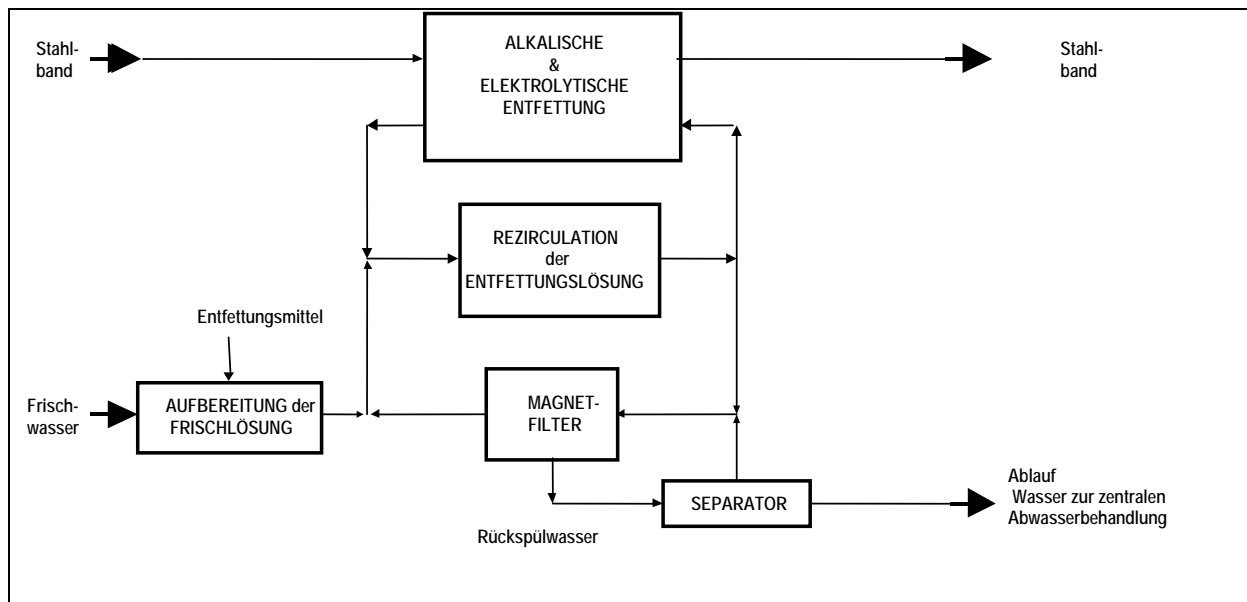 Stahl-
band
ALKALISCHE
&
ELEKTROLYTISCHE
ENTFETTUNG
Stahl-
band
REZIRCULATION
der
ENTFETTUNGSLÖSUNG
Entfettungsmittel
Frisch-
wasser
AUFBEREITUNG der
FRISCHLÖSUNG
MAGNET-
FILTER
SEPARATOR
Rückspülwasser
Ablauf
Wasser zur zentralen
Abwasserbehandlung